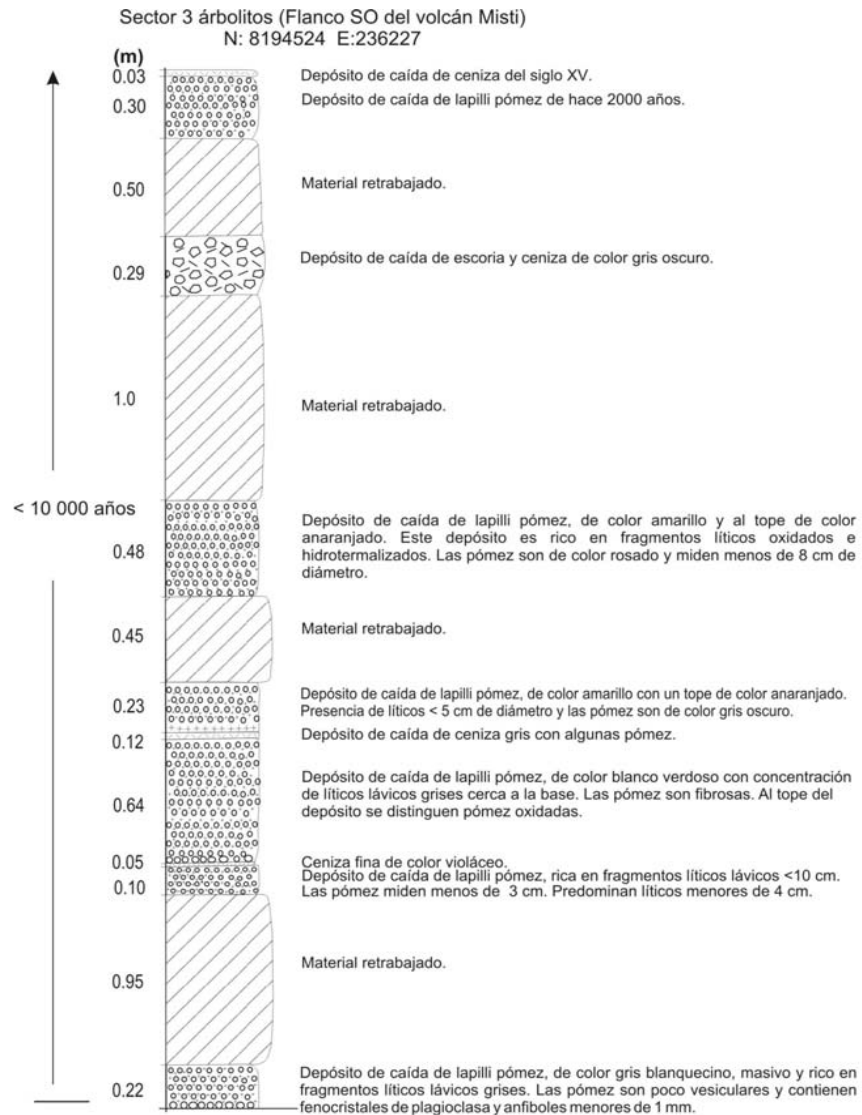 Sector 3 árbolitos (Flanco SO del volcán Misti)
N: 8194524 E:236227
(m)
0.03 Depósito de caída de ceniza del siglo XV.
0.30 Depósito de caída de lapilli pómez de hace 2000 años.
0.50 Material retrabajado.
0.29 Depósito de caída de escoria y ceniza de color gris oscuro.
1.0 Material retrabajado.
< 10 000 años
0.48 Depósito de caída de lapilli pómez, de color amarillo y al tope de color
anaranjado. Este depósito es rico en fragmentos líticos oxidados e
hidrotermalizados. Las pómez son de color rosado y miden menos de 8 cm de
diámetro.
0.45 Material retrabajado.
0.23 Depósito de caída de lapilli pómez, de color amarillo con un tope de color anaranjado.
Presencia de líticos < 5 cm de diámetro y las pómez son de color gris oscuro.
0.12 Depósito de caída de ceniza gris con algunas pómez.
0.64 Depósito de caída de lapilli pómez, de color blanco verdoso con concentración
de líticos lávicos grises cerca a la base. Las pómez son fibrosas. Al tope del
depósito se distinguen pómez oxidadas.
0.05 Ceniza fina de color violáceo.
0.10 Depósito de caída de lapilli pómez, rica en fragmentos líticos lávicos <10 cm.
Las pómez miden menos de 3 cm. Predominan líticos menores de 4 cm.
0.95 Material retrabajado.
0.22 Depósito de caída de lapilli pómez, de color gris blanquecino, masivo y rico en
fragmentos líticos lávicos grises. Las pómez son poco vesiculares y contienen
fenocristales de plagioclasa y anfiboles menores de 1 mm.